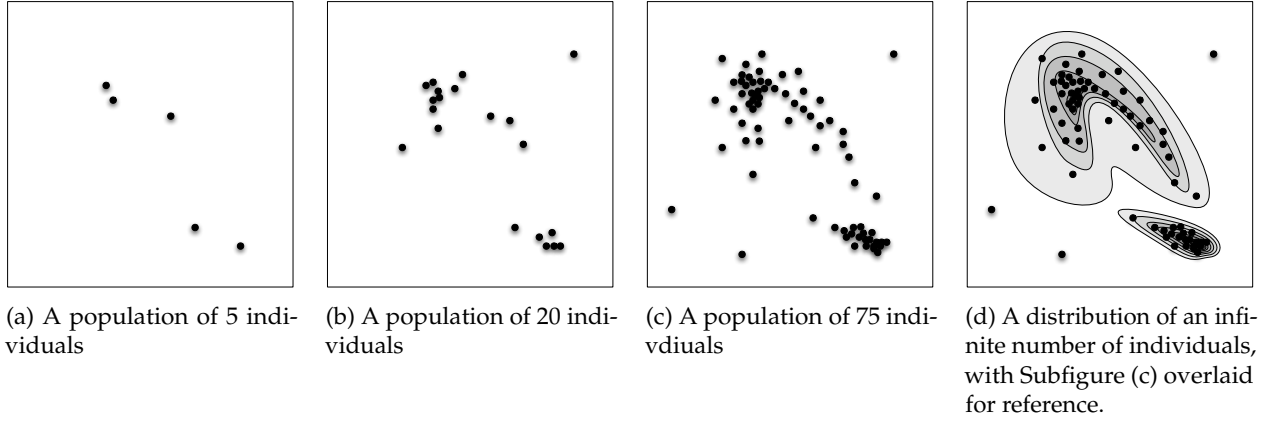 (a) A population of 5 indi-
viduals
(b) A population of 20 indi-
viduals
(c) A population of 75 indi-
vdiuals
(d) A distribution of an infi-
nite number of individuals,
with Subfigure (c) overlaid
for reference.